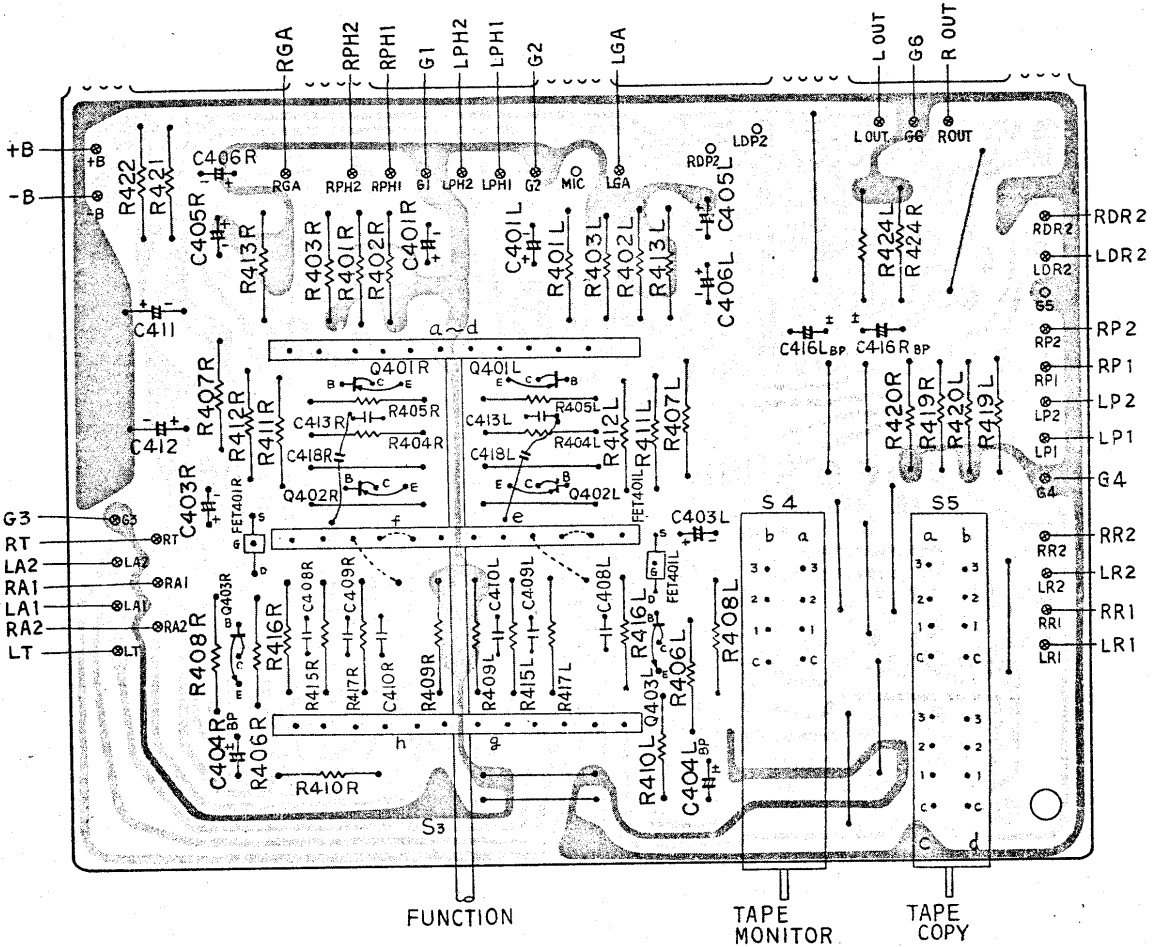 RGA RPH2 RPH1 G1 LPH2 LPH1 G2 LGA L OUT G6 R OUT
+B
-B
+B
-B
R422
R421
C406R
RGA RPH2 RPH1 G1 LPH2 LPH1 G2 MIC LGA
RDP2
LDP2
L OUT G6 ROUT
C405R
R413R
R403R
R401R
R402R
C401R
C401L
R401L
R403L
R402L
R413L
C405L
C406L
R424L
R424R
RDR2
RDR2
LDR2
LDR2
G5
C411
a~d
C416L BP
C416R BP
RP2
RP2
RP1
RP1
LP2
LP2
LP1
LP1
G4
G4
R407R
R412R
R411R
Q401R
B C E
R405R
C413R
R404R
C418R
Q402R
B C E
Q401L
E C B
R405L
C413L
R404L
C418L
Q402L
E C B
R412L
R411L
R407L
R420R
R419R
R420L
R419L
C412
C403R
FET401R
S
G
D
f
e
FET401L
S
G
D
FET401L
C403L
S4
b a
3 3
2 2
1 1
C C
S5
a b
3 3
2 2
1 1
C C
3 3
2 2
1 1
C C
c d
RR2
RR2
LR2
LR2
RR1
RR1
LR1
LR1
G3
G3
RT
RT
LA2
LA2
RA1
RA1
LA1
LA1
RA2
RA2
LT
LT
R408R
Q403R
B
C
E
R416R
C408R
C409R
R415R
R417R
C410R
R409R
R409L
C410L
C409L
R415L
R417L
C408L
R416L
B
C
E
Q403L
R406L
R408L
C404R
BP
R406R
h
g
R410R
R410L
C404L
BP
S3
FUNCTION
TAPE
MONITOR
TAPE
COPY